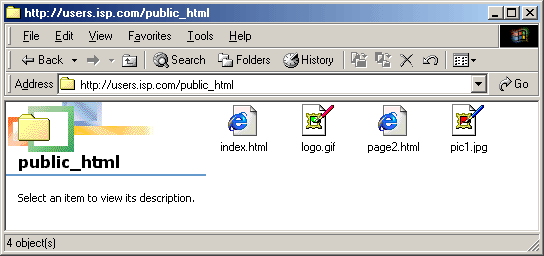 http://users.isp.com/public_html
File Edit View Favorites Tools Help
Back Search Folders History
Address http://users.isp.com/public_html Go
public_html
index.html logo.gif page2.html pic1.jpg
Select an item to view its description.
4 object(s)